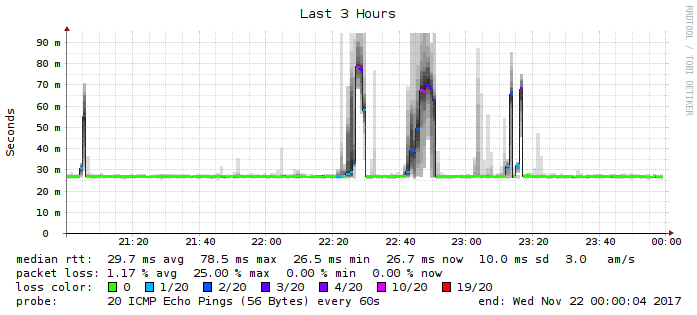 Last 3 Hours
RRDTOOL / TOBI OETIKER
Seconds
90 m
80 m
70 m
60 m
50 m
40 m
30 m
20 m
10 m
0
21:20 21:40 22:00 22:20 22:40 23:00 23:20 23:40 00:00
median rtt: 29.7 ms avg 78.5 ms max 26.5 ms min 26.7 ms now 10.0 ms sd 3.0 am/s
packet loss: 1.17 % avg 25.00 % max 0.00 % min 0.00 % now
loss color: 0 1/20 2/20 3/20 4/20 10/20 19/20
probe: 20 ICMP Echo Pings (56 Bytes) every 60s end: Wed Nov 22 00:00:04 2017